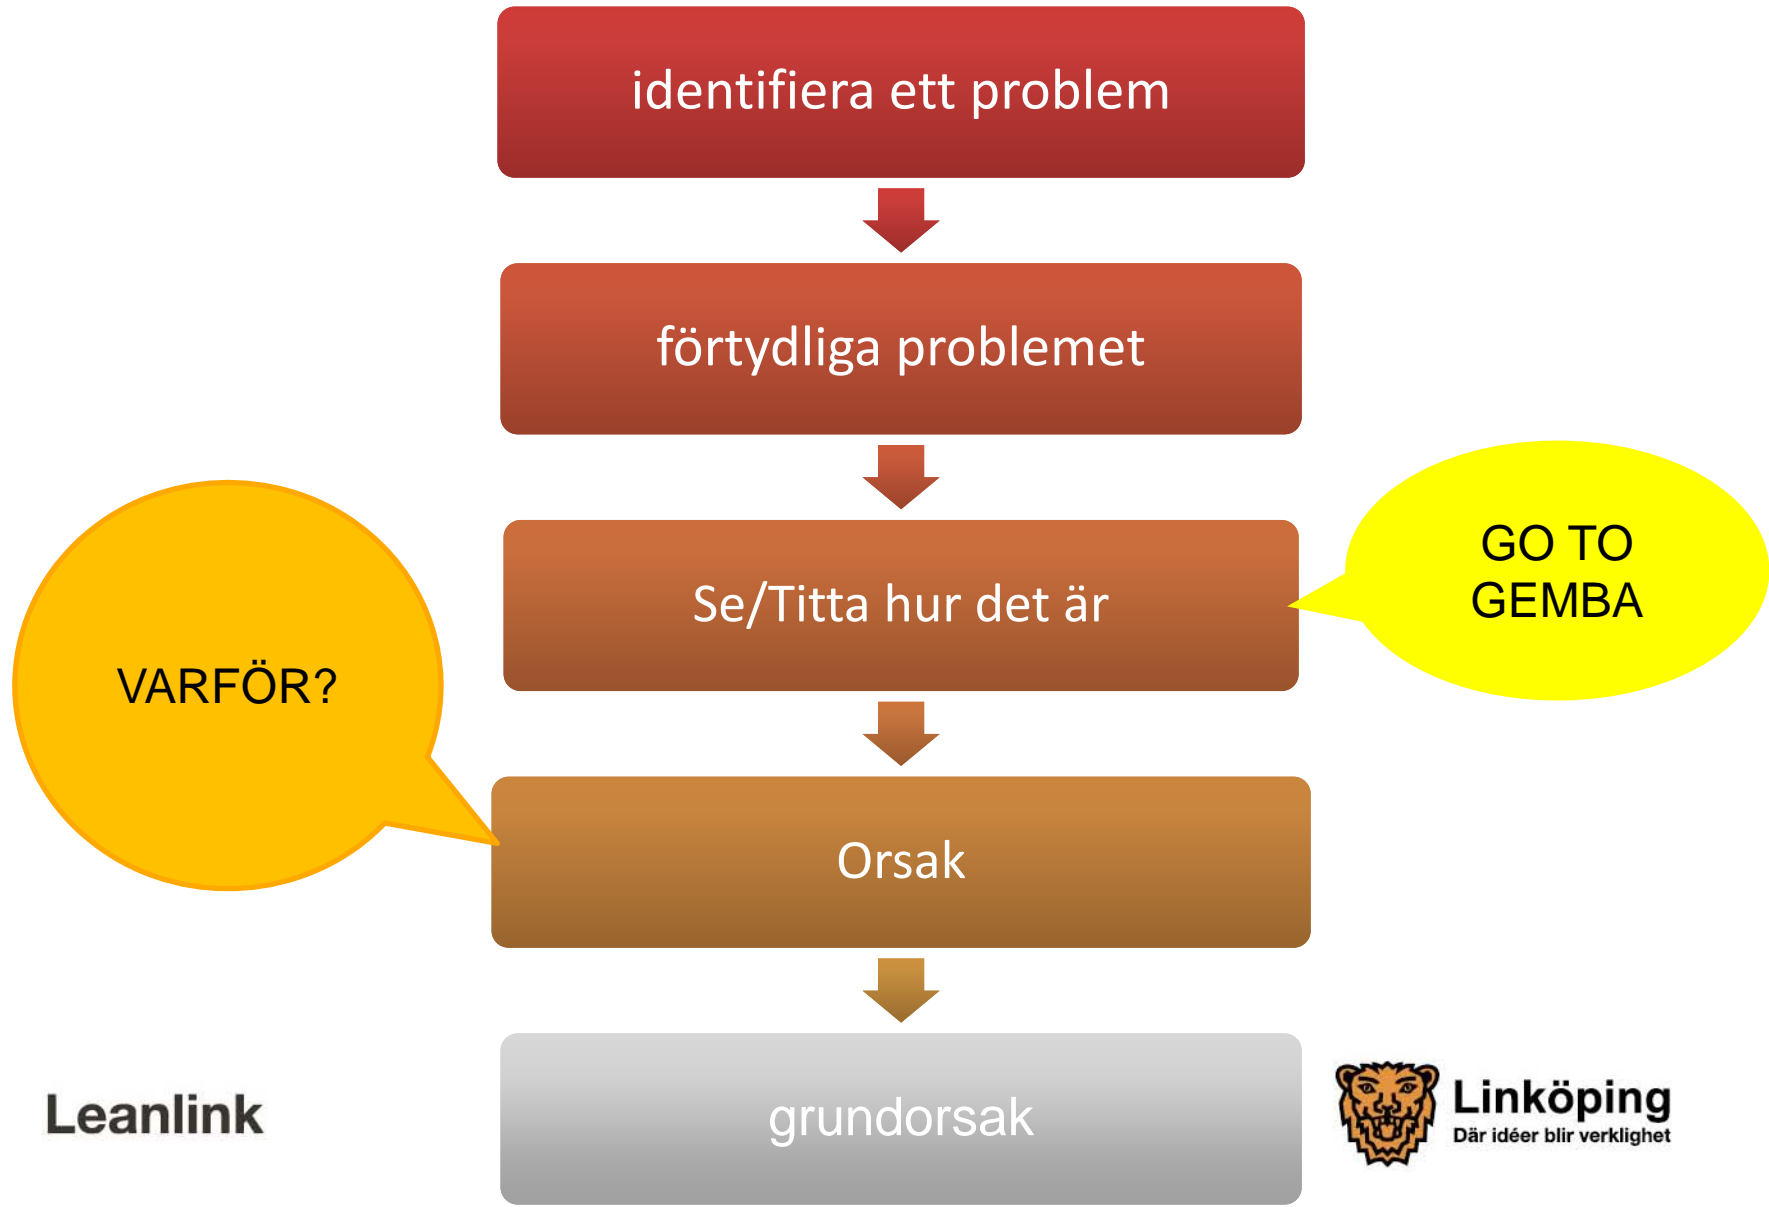 identifiera ett problem
förtydliga problemet
GO TO
GEMBA
Se/Titta hur det är
VARFÖR?
Orsak
grundorsak
Leanlink
Linköping
Där idéer blir verklighet